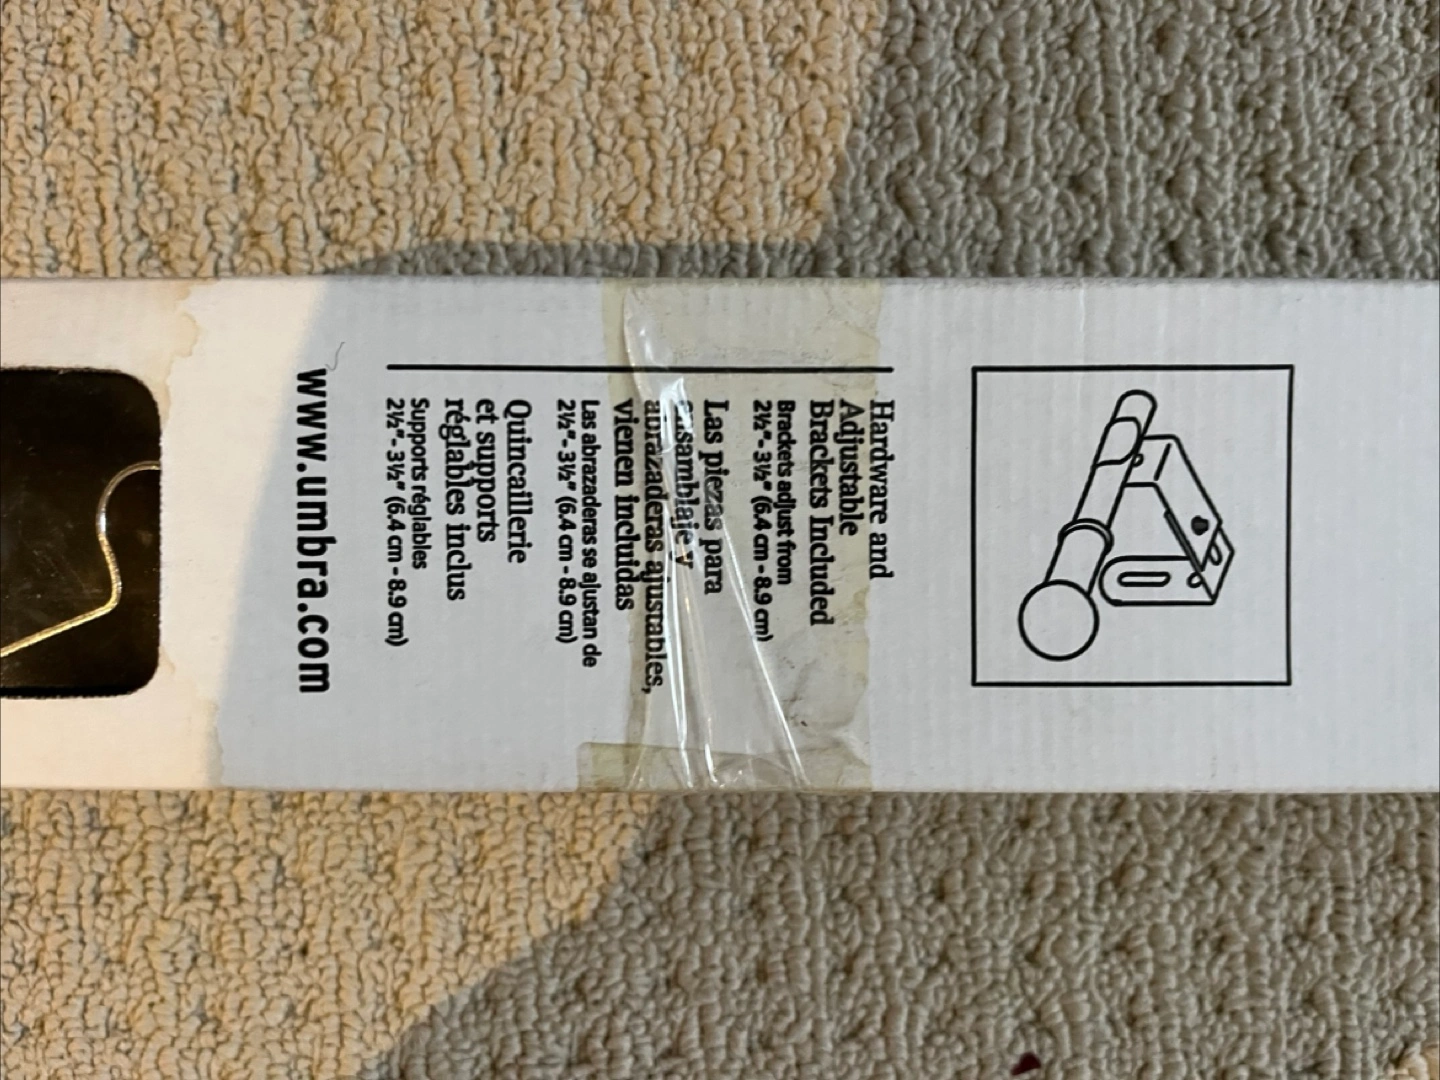 Hardware and
Adjustable
Brackets Included
Brackets adjust from
2½"- 3½" (6.4 cm - 8.9 cm)
Las piezas para
ensamblaje y
abrazaderas ajustables,
vienen incluidas
Las abrazaderas se ajustan de
2½"- 3½" (6.4 cm - 8.9 cm)
Quincaillerie
et supports
réglables inclus
Supports réglables
2½"- 3½" (6.4 cm - 8.9 cm)
www.umbra.com